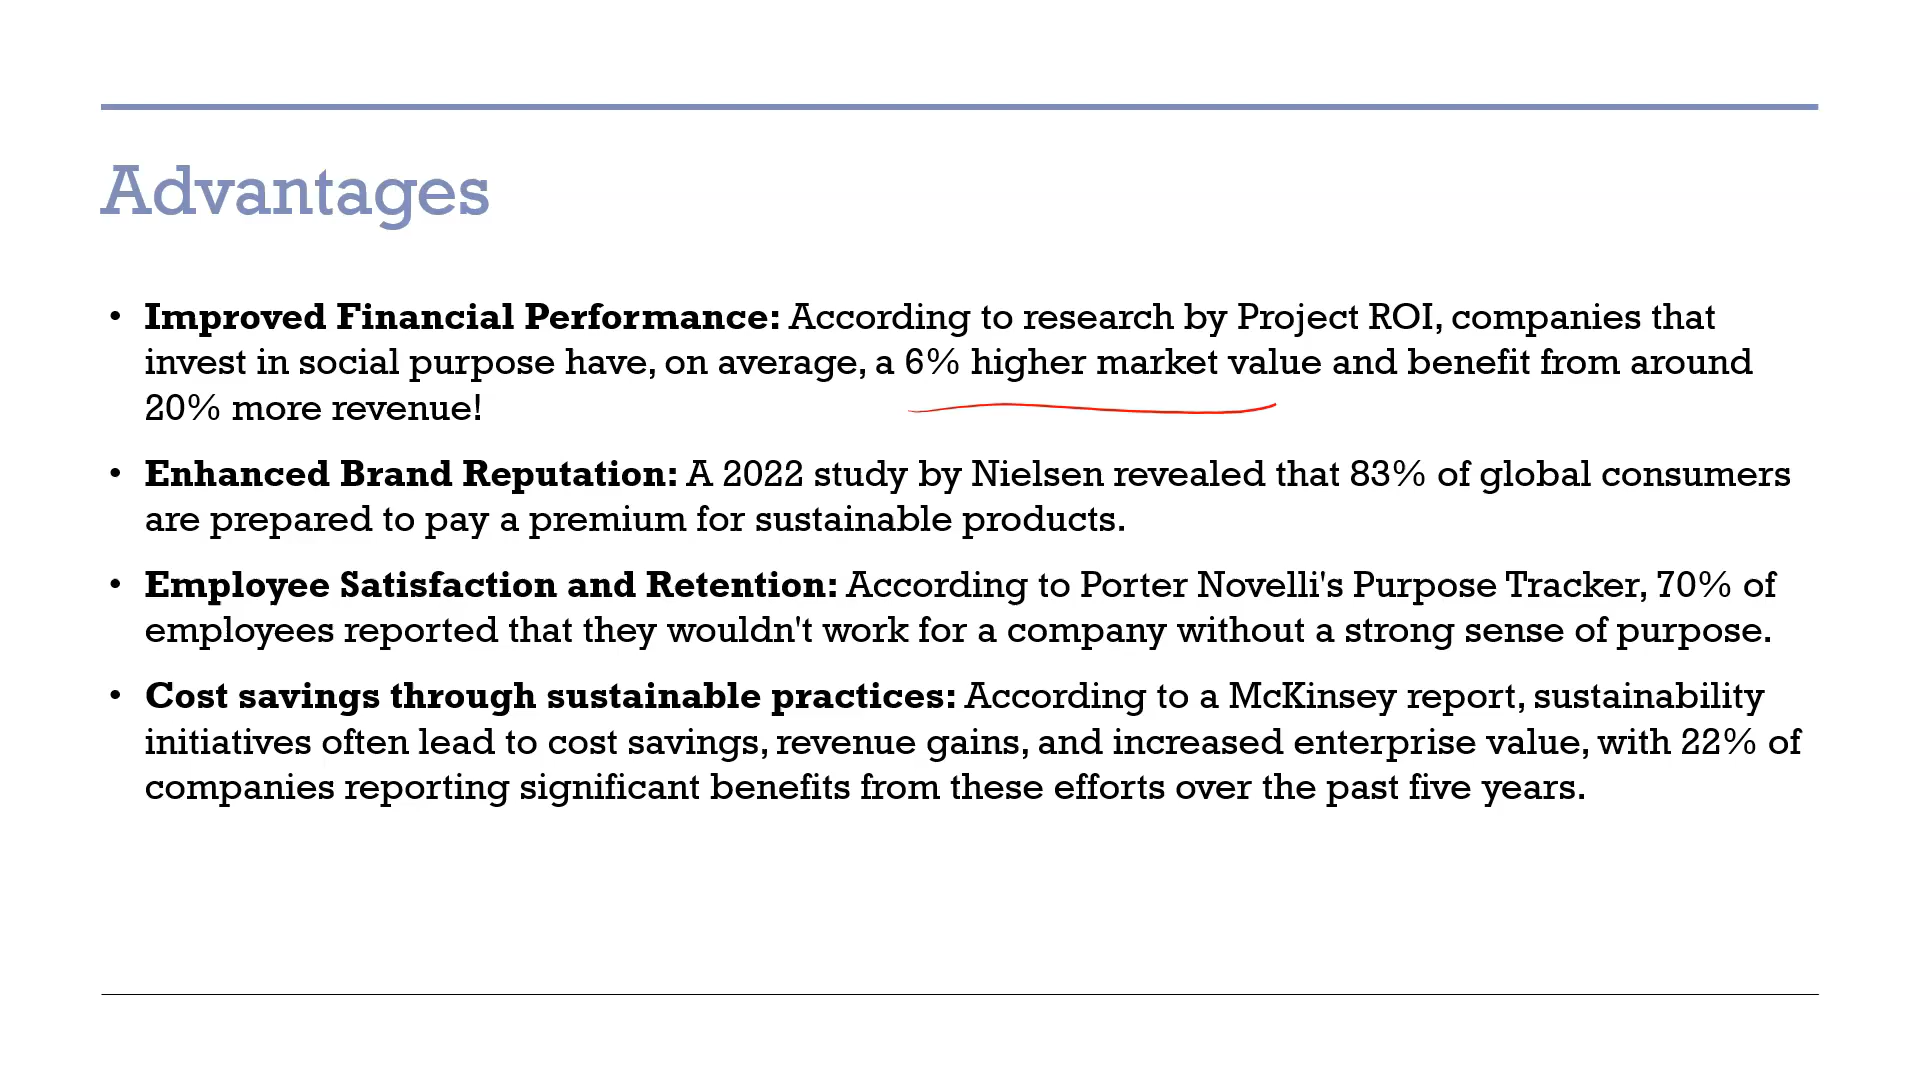 Advantages
• Improved Financial Performance: According to research by Project ROI, companies that
invest in social purpose have, on average, a 6% higher market value and benefit from around
20% more revenue!
• Enhanced Brand Reputation: A 2022 study by Nielsen revealed that 83% of global consumers
are prepared to pay a premium for sustainable products.
• Employee Satisfaction and Retention: According to Porter Novelli's Purpose Tracker, 70% of
employees reported that they wouldn't work for a company without a strong sense of purpose.
• Cost savings through sustainable practices: According to a McKinsey report, sustainability
initiatives often lead to cost savings, revenue gains, and increased enterprise value, with 22% of
companies reporting significant benefits from these efforts over the past five years.